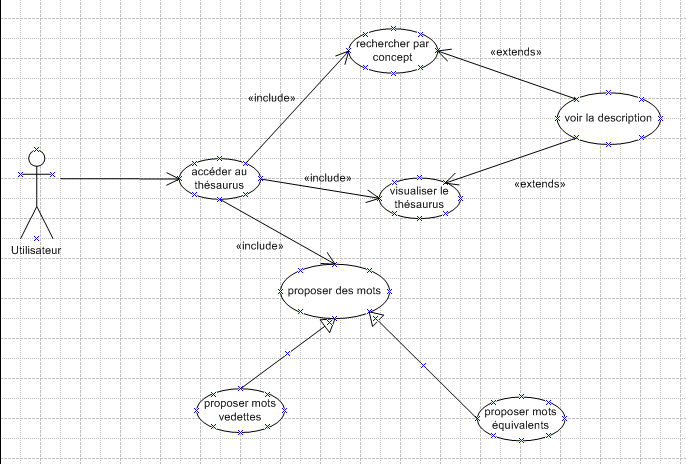 rechercher par
concept
«extends»
«include»
voir la description
accéder au
thésaurus
«include»
visualiser le
thésaurus
«extends»
Utilisateur
«include»
proposer des mots
proposer mots
vedettes
proposer mots
équivalents